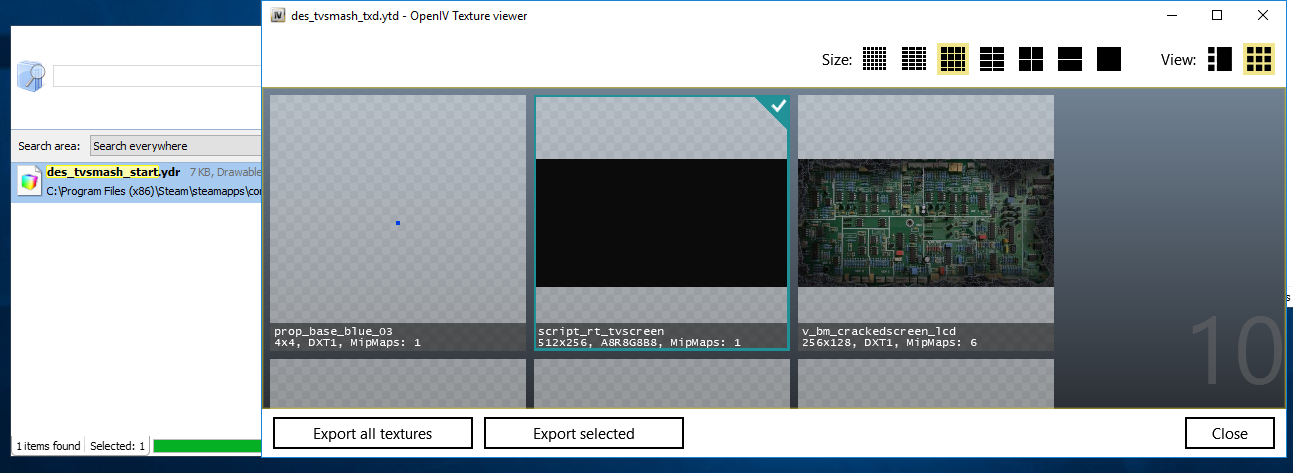 des_tvsmash_txd.ytd - OpenIV Texture viewer
Size:
View:
Search area:
Search everywhere
des_tvsmash_start.ydr 7 KB, Drawable
C:\Program Files (x86)\Steam\steamapps\cor
prop_base_blue_03
4x4, DXT1, MipMaps: 1
script_rt_tvscreen
512x256, A8R8G8B8, MipMaps: 1
v_bm_crackedscreen_lcd
256x128, DXT1, MipMaps: 6
10
1 items found
Selected: 1
Export all textures
Export selected
Close